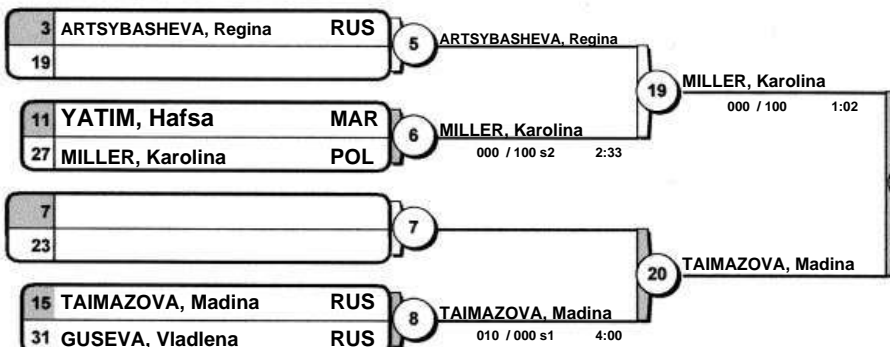 3 ARTSYBASHEVA, Regina RUS
19
5
ARTSYBASHEVA, Regina
11 YATIM, Hafsa MAR
27 MILLER, Karolina POL
6
MILLER, Karolina
000 / 100 s2 2:33
19
MILLER, Karolina
000 / 100 1:02
7
23
7
15 TAIMAZOVA, Madina RUS
31 GUSEVA, Vladlena RUS
8
TAIMAZOVA, Madina
010 / 000 s1 4:00
20
TAIMAZOVA, Madina